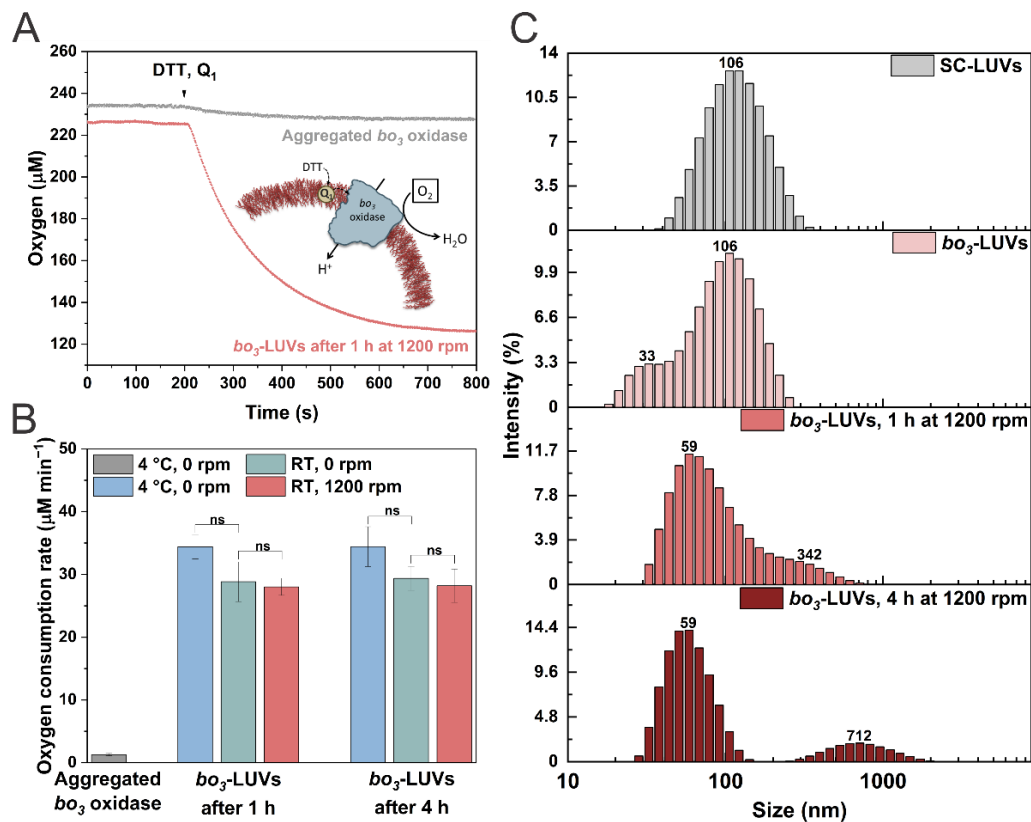 A
260
240
220
200
180
160
140
120
Oxygen (µM)
DTT, Q₁
Aggregated bo₃ oxidase
DTT
Q₁
bo₃
oxidase
O₂
H₂O
H⁺
bo₃-LUVs after 1 h at 1200 rpm
0 100 200 300 400 500 600 700 800
Time (s)
B
50
40
30
20
10
0
Oxygen consumption rate (µM min⁻¹)
4 °C, 0 rpm RT, 0 rpm
4 °C, 0 rpm RT, 1200 rpm
ns
ns
ns
ns
Aggregated
bo₃ oxidase
bo₃-LUVs
after 1 h
bo₃-LUVs
after 4 h
C
14
10.5
7
3.5
0
106
SC-LUVs
9.9
6.6
3.3
0
33
106
bo₃-LUVs
11.7
7.8
3.9
0
59
342
bo₃-LUVs, 1 h at 1200 rpm
14.4
9.6
4.8
0
59
712
bo₃-LUVs, 4 h at 1200 rpm
Intensity (%)
10 100 1000
Size (nm)